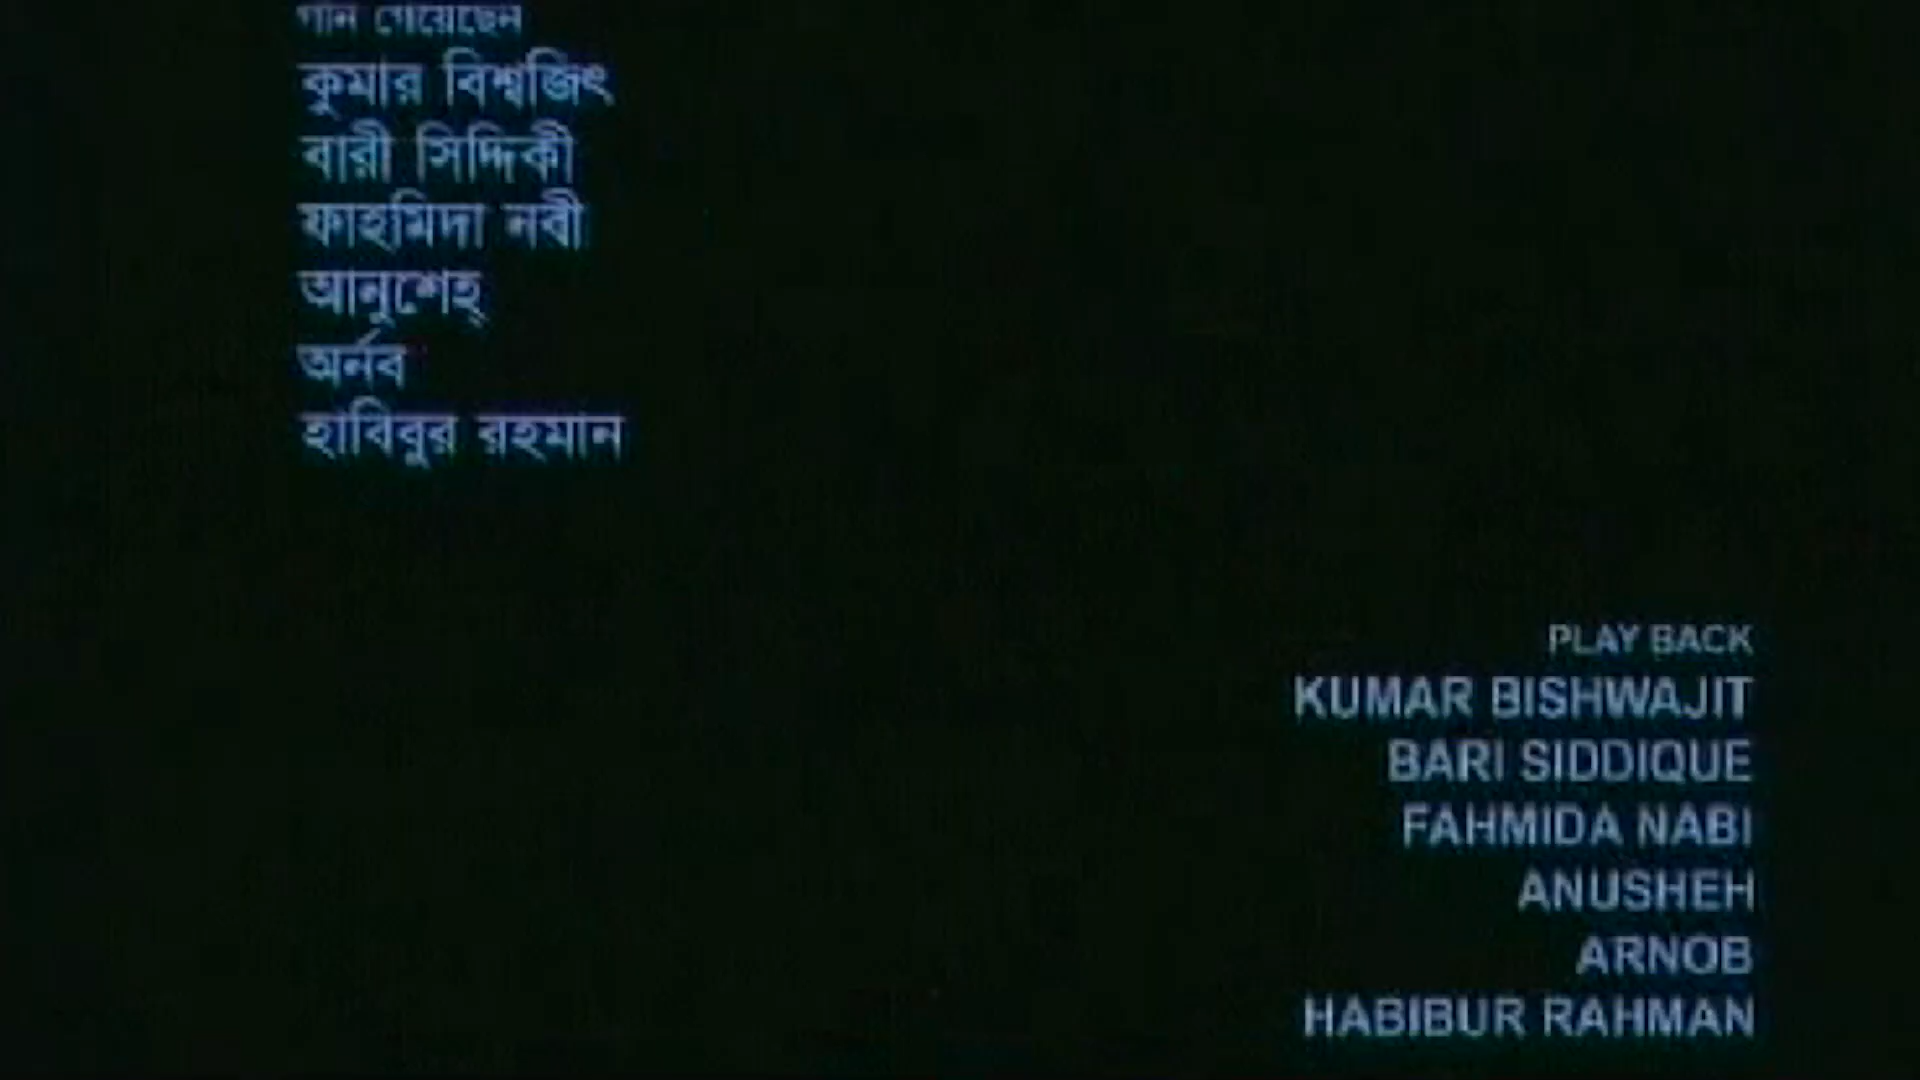 গান গেয়েছেন
কুমার বিশ্বজিৎ
বারী সিদ্দিকী
ফাহমিদা নবী
আনুশেহ্
অর্নব
হাবিবুর রহমান
PLAY BACK
KUMAR BISHWAJIT
BARI SIDDIQUE
FAHMIDA NABI
ANUSHEH
ARNOB
HABIBUR RAHMAN